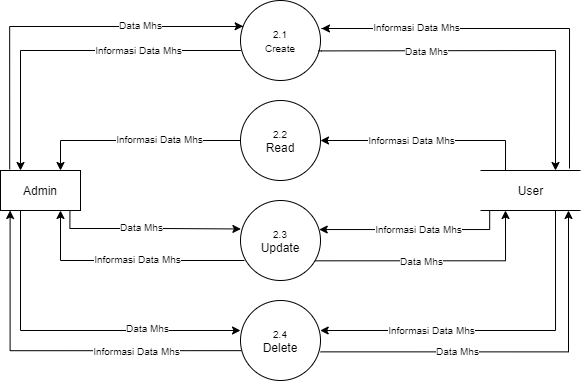 Data Mhs
2.1
Create
Informasi Data Mhs
Informasi Data Mhs
Data Mhs
Informasi Data Mhs
2.2
Read
Informasi Data Mhs
Admin
User
Data Mhs
2.3
Update
Informasi Data Mhs
Informasi Data Mhs
Data Mhs
Data Mhs
2.4
Delete
Informasi Data Mhs
Informasi Data Mhs
Data Mhs